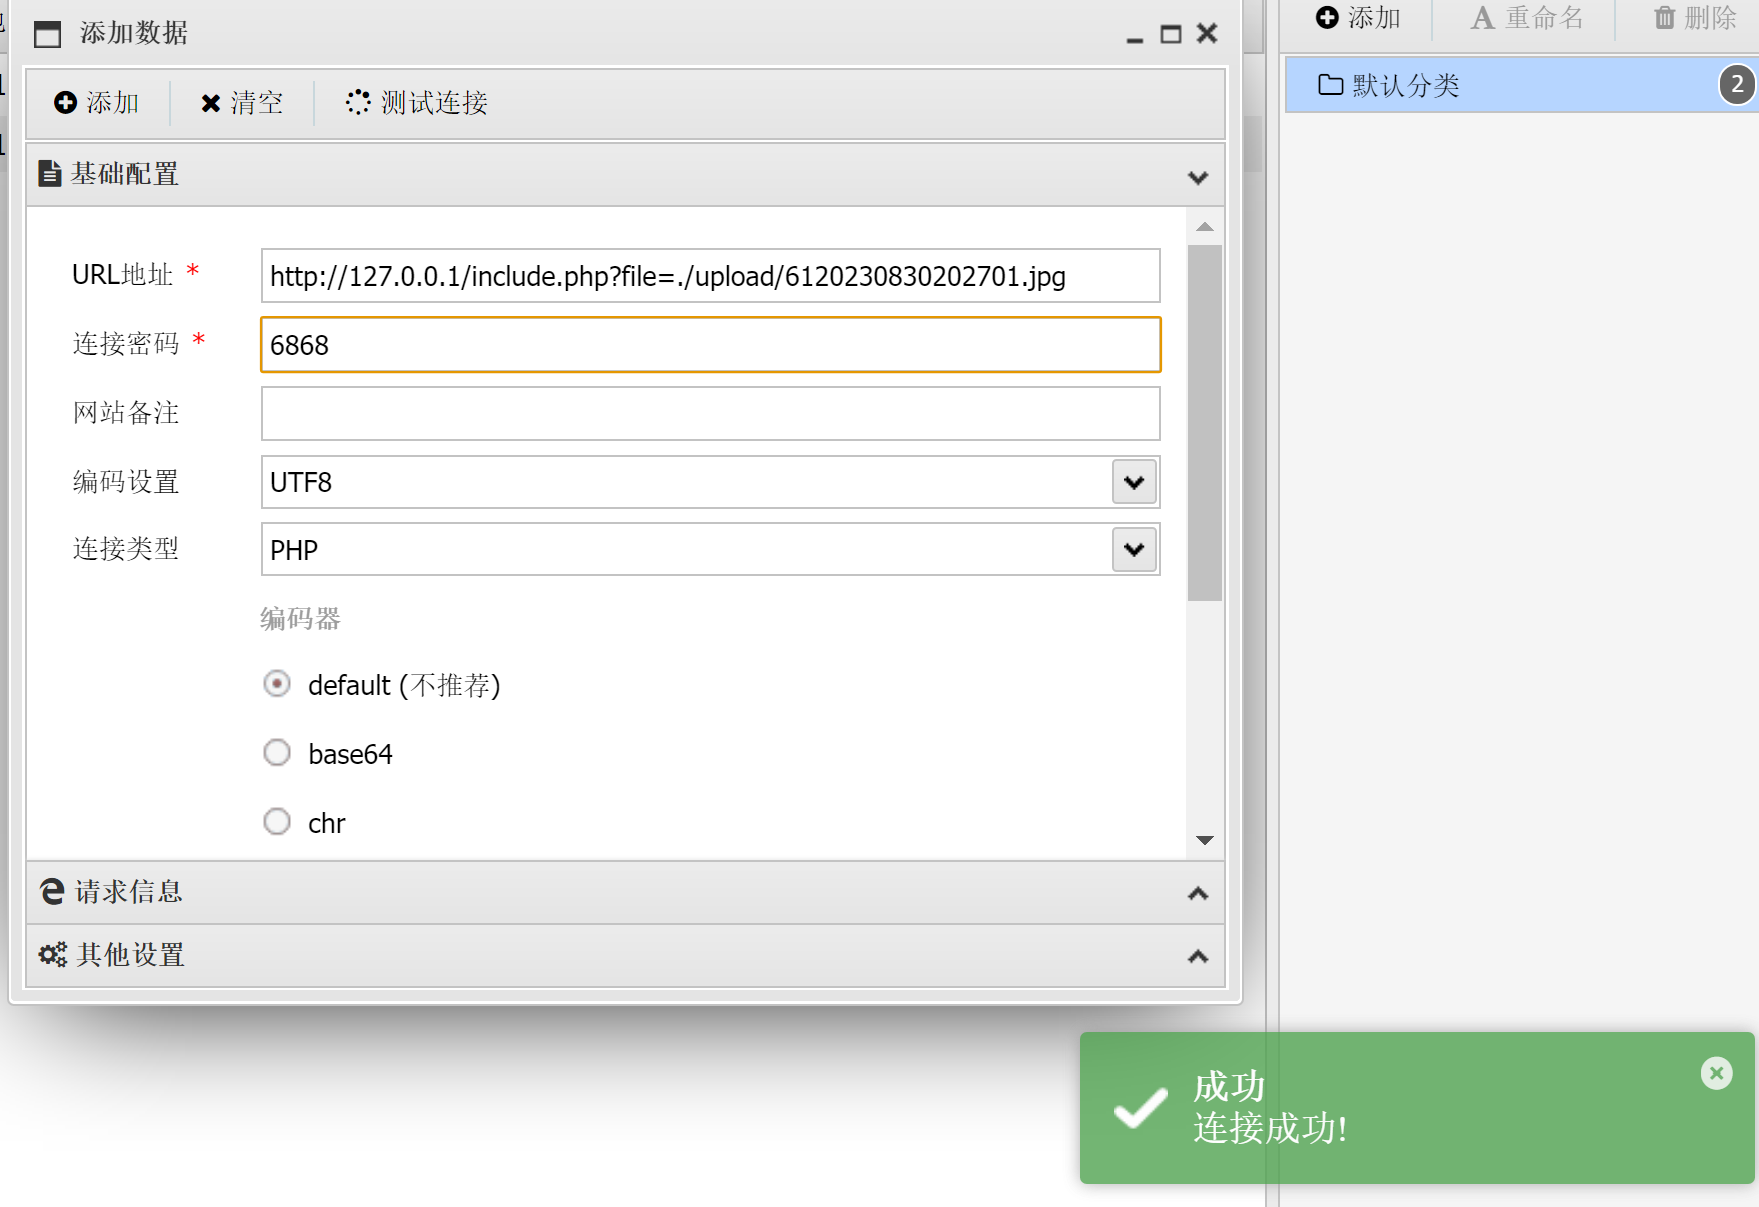 添加数据
添加
清空
测试连接
基础配置
URL地址 *
http://127.0.0.1/include.php?file=./upload/6120230830202701.jpg
连接密码 *
6868
网站备注
编码设置
UTF8
连接类型
PHP
编码器
default (不推荐)
base64
chr
请求信息
其他设置
添加
重命名
删除
默认分类
2
成功
连接成功!